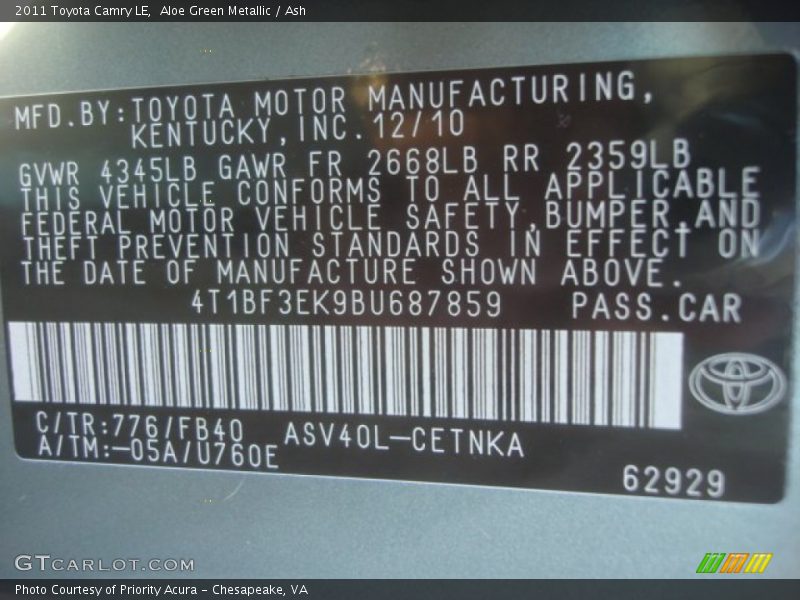 2011 Toyota Camry LE,  Aloe Green Metallic / Ash
MFD.BY:TOYOTA MOTOR MANUFACTURING,
KENTUCKY,INC.12/10
GVWR 4345LB GAWR FR 2668LB RR 2359LB
THIS VEHICLE CONFORMS TO ALL APPLICABLE
FEDERAL MOTOR VEHICLE SAFETY,BUMPER,AND
THEFT PREVENTION STANDARDS IN EFFECT ON
THE DATE OF MANUFACTURE SHOWN ABOVE.
4T1BF3EK9BU687859 PASS.CAR
C/TR:776/FB40 ASV40L-CETNKA
A/TM:-05A/U760E
62929
GTCARLOT.COM
Photo Courtesy of Priority Acura – Chesapeake, VA